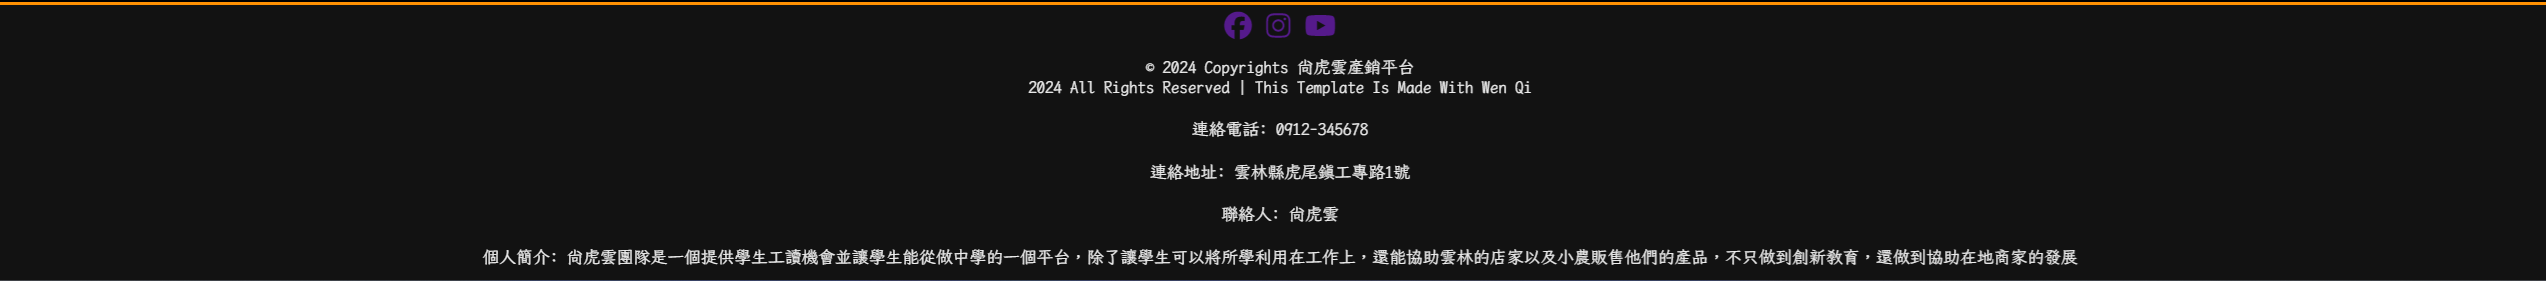 © 2024 Copyrights 尚虎雲產銷平台
2024 All Rights Reserved | This Template Is Made With Wen Qi
連絡電話: 0912-345678
連絡地址: 雲林縣虎尾鎮工專路1號
聯絡人: 尚虎雲
個人簡介: 尚虎雲團隊是一個提供學生工讀機會並讓學生能從做中學的一個平台，除了讓學生可以將所學利用在工作上，還能協助雲林的店家以及小農販售他們的產品，不只做到創新教育，還做到協助在地商家的發展